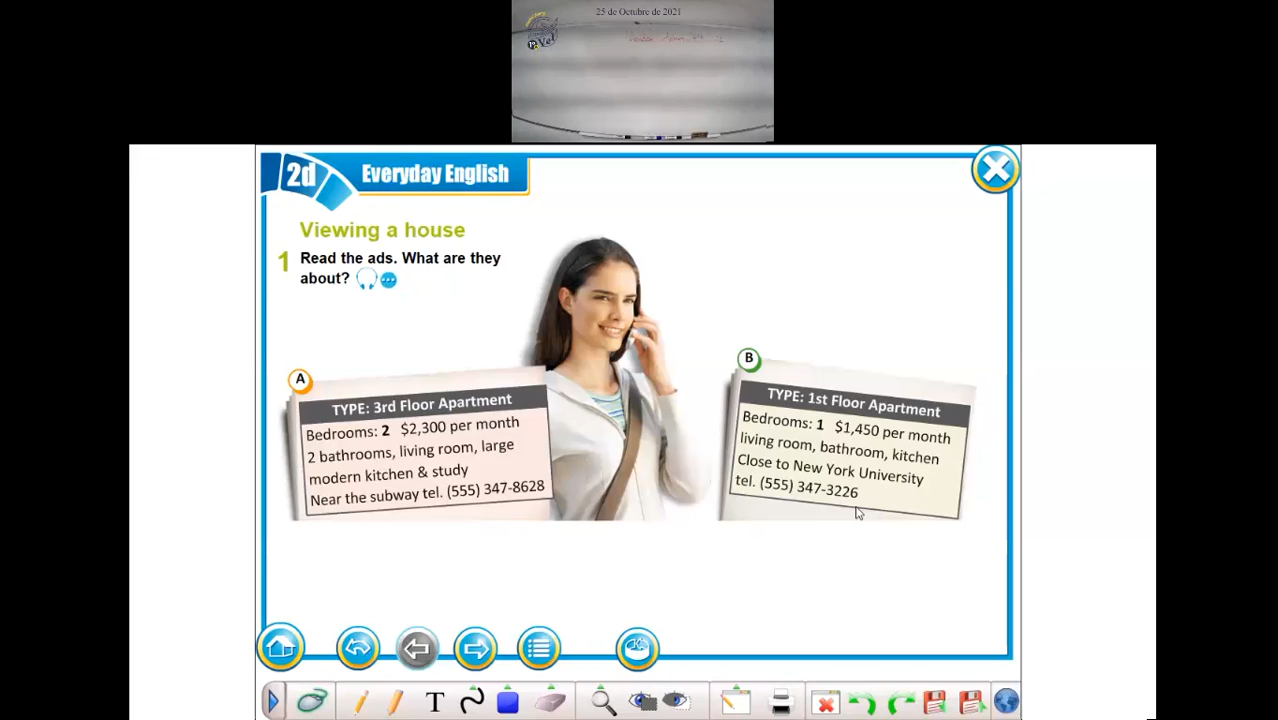 25 de Octubre de 2021
2d Everyday English
Viewing a house
1 Read the ads. What are they
about?
A
TYPE: 3rd Floor Apartment
Bedrooms: 2 $2,300 per month
2 bathrooms, living room, large
modern kitchen & study
Near the subway tel. (555) 347-8628
B
TYPE: 1st Floor Apartment
Bedrooms: 1 $1,450 per month
living room, bathroom, kitchen
Close to New York University
tel. (555) 347-3226
T